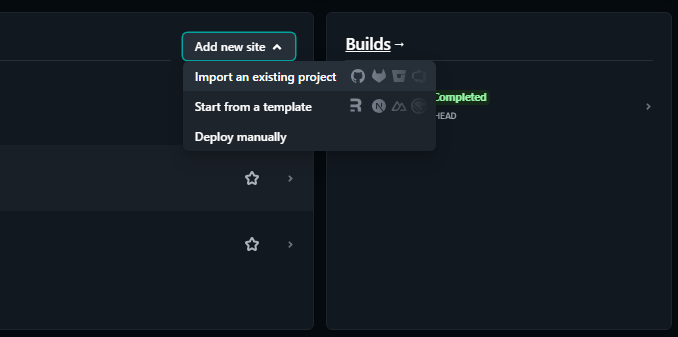 Add new site
Builds →
Import an existing project
Start from a template
Completed
HEAD
Deploy manually